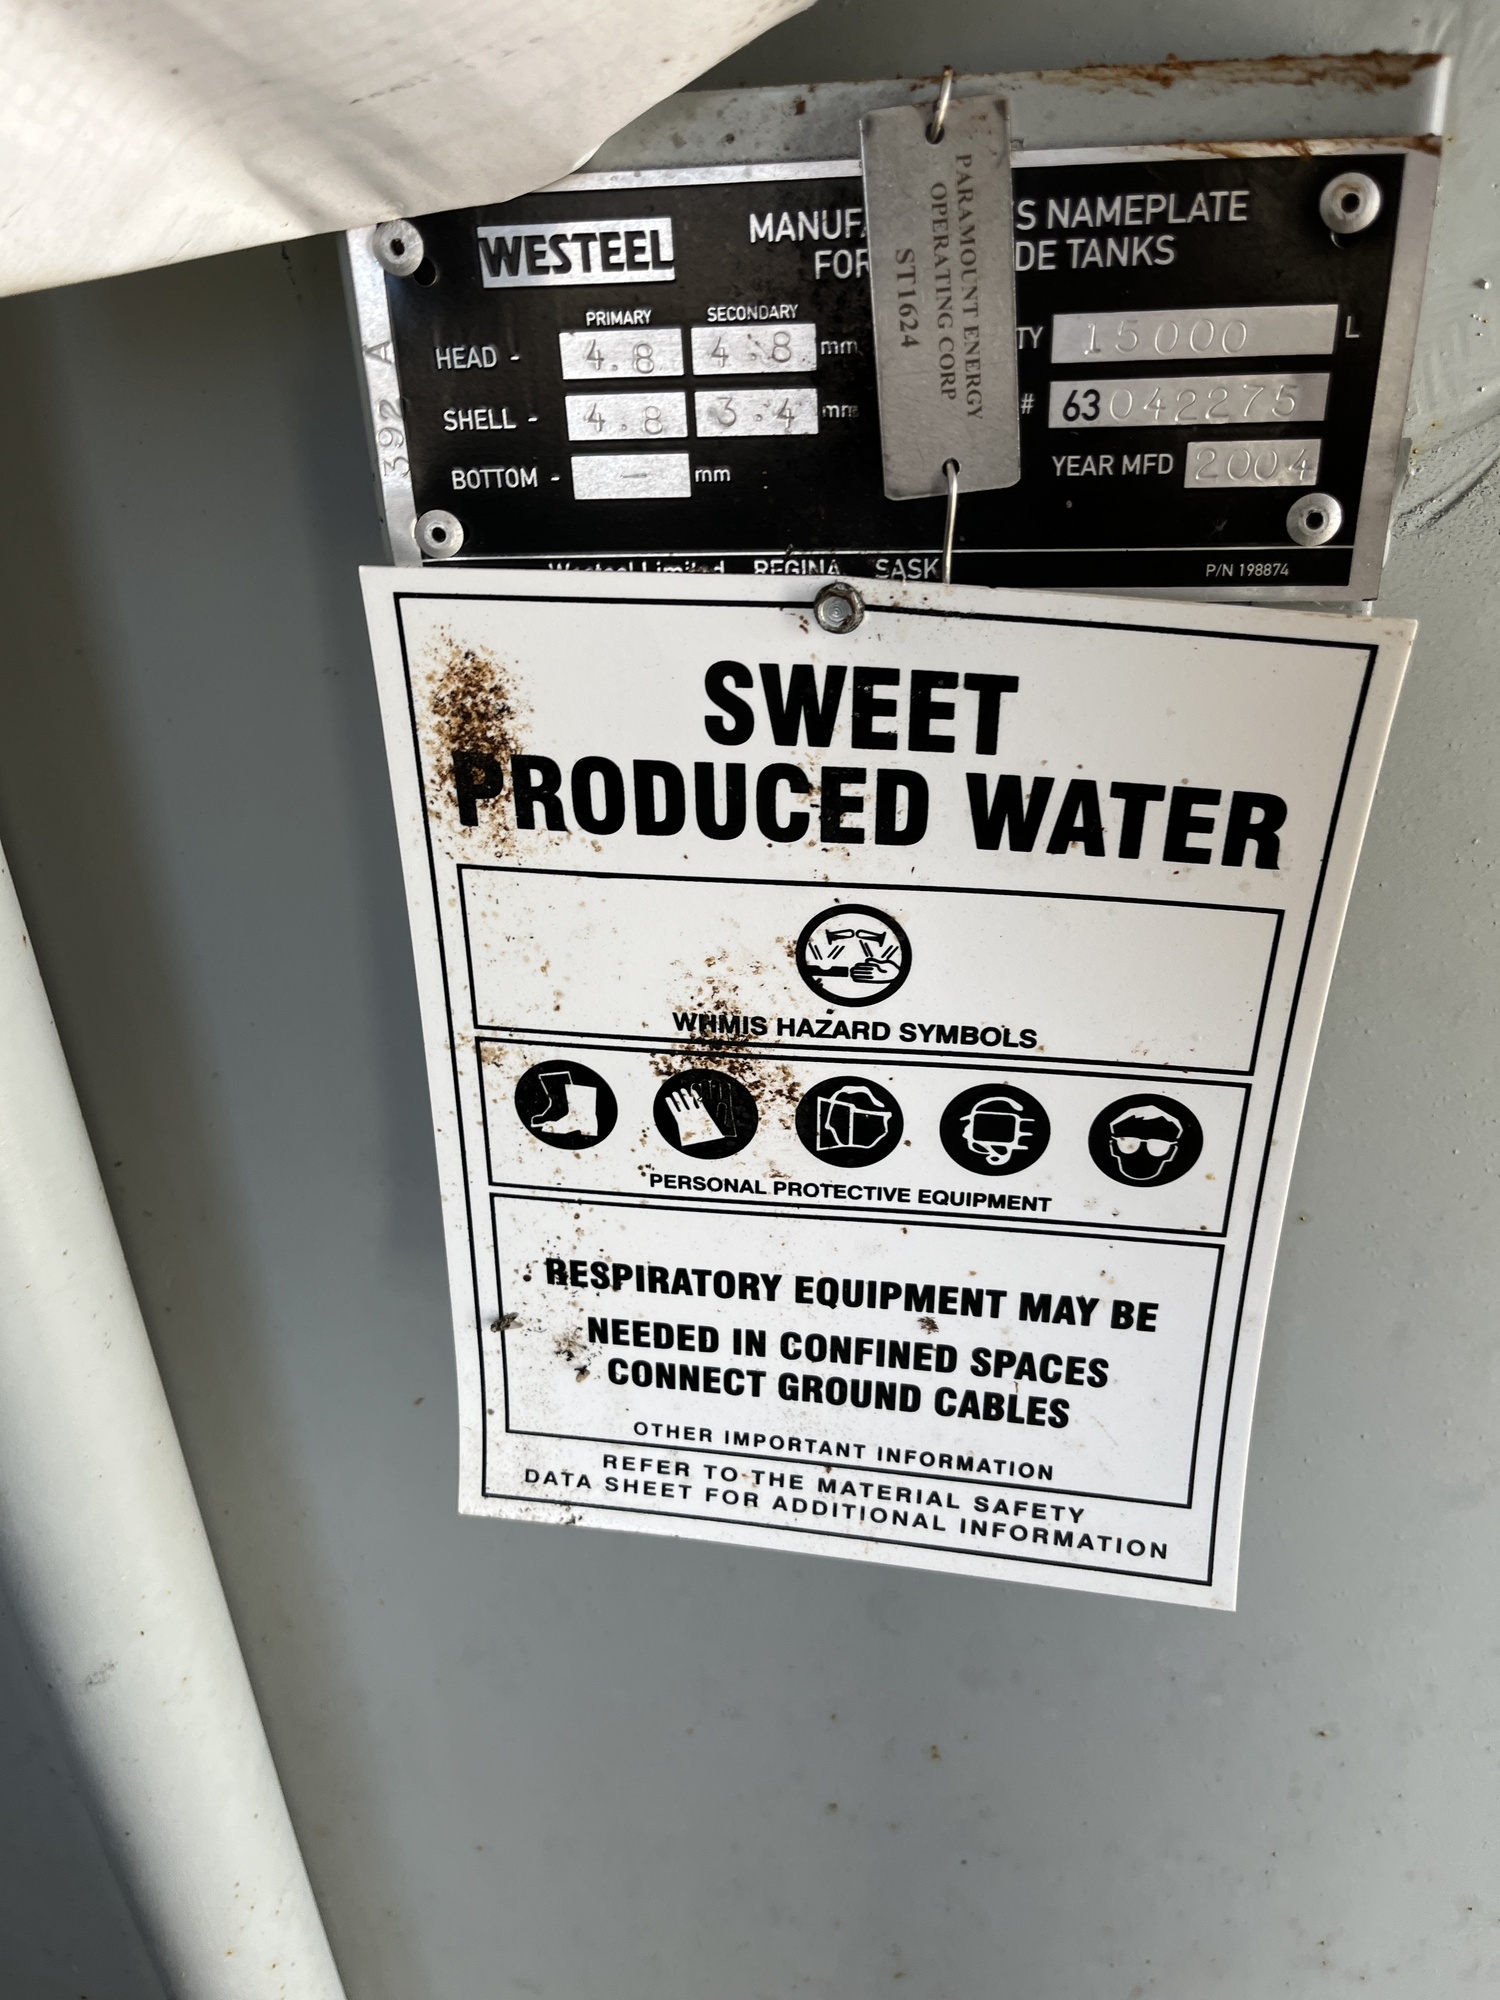 WESTEEL
MANUF S NAMEPLATE
FOR DE TANKS
PRIMARY SECONDARY
HEAD - 4.8 4.8 mm
SHELL - 4.8 3.4 mm
BOTTOM - – mm
TY 15000 L
# 63042275
YEAR MFD 2004
392 A
PARAMOUNT ENERGY
OPERATING CORP
ST1624
Westeel Limited REGINA SASK
P/N 198874
SWEET
PRODUCED WATER
WHMIS HAZARD SYMBOLS
PERSONAL PROTECTIVE EQUIPMENT
RESPIRATORY EQUIPMENT MAY BE
NEEDED IN CONFINED SPACES
CONNECT GROUND CABLES
OTHER IMPORTANT INFORMATION
REFER TO THE MATERIAL SAFETY
DATA SHEET FOR ADDITIONAL INFORMATION